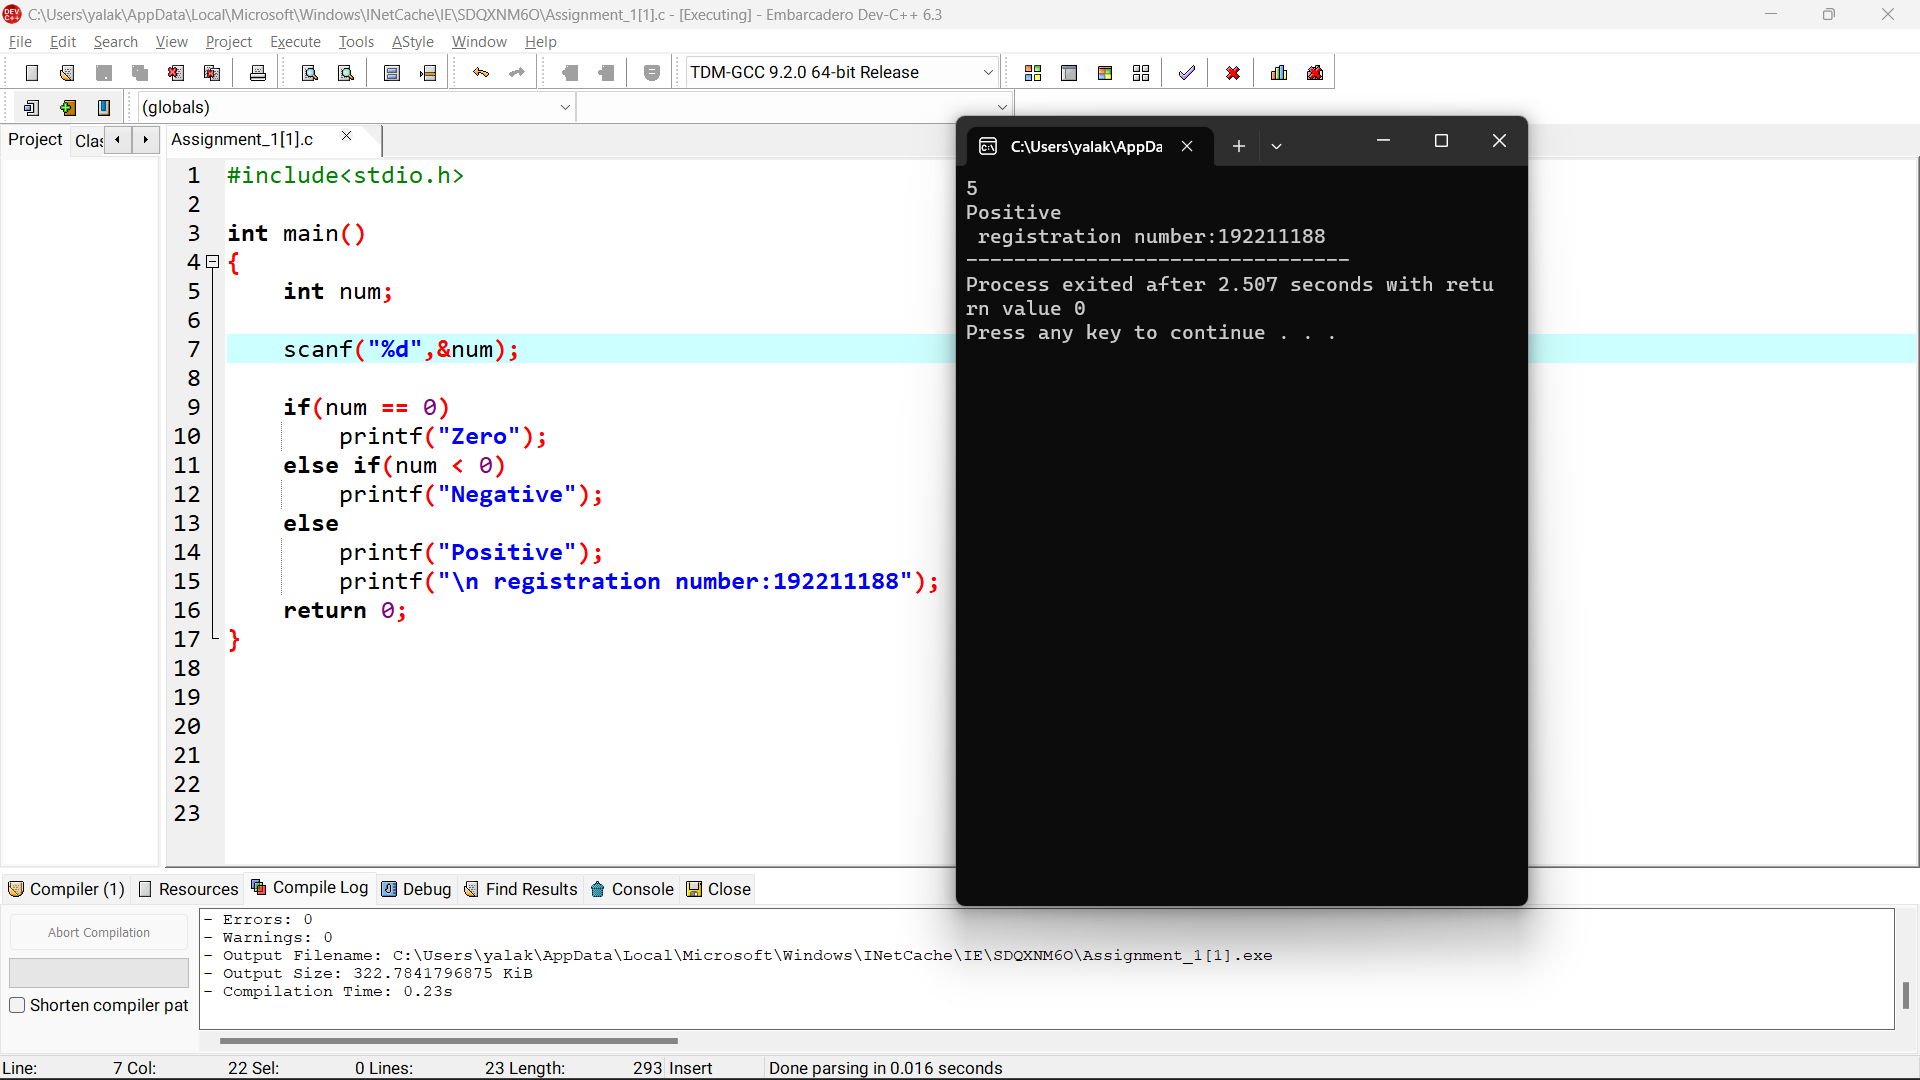 C:\Users\yalak\AppData\Local\Microsoft\Windows\INetCache\IE\SDQXNM6O\Assignment_1[1].c - [Executing] - Embarcadero Dev-C++ 6.3
File Edit Search View Project Execute Tools AStyle Window Help
TDM-GCC 9.2.0 64-bit Release
(globals)
Project Clas Assignment_1[1].c
1 #include<stdio.h>
2
3 int main()
4 {
5 int num;
6
7 scanf("%d",&num);
8
9 if(num == 0)
10 printf("Zero");
11 else if(num < 0)
12 printf("Negative");
13 else
14 printf("Positive");
15 printf("\n registration number:192211188");
16 return 0;
17 }
18
19
20
21
22
23
C:\Users\yalak\AppDa
5
Positive
registration number:192211188
--------------------------------
Process exited after 2.507 seconds with retu
rn value 0
Press any key to continue . . .
Compiler (1) Resources Compile Log Debug Find Results Console Close
Abort Compilation
Shorten compiler pat
- Errors: 0
- Warnings: 0
- Output Filename: C:\Users\yalak\AppData\Local\Microsoft\Windows\INetCache\IE\SDQXNM6O\Assignment_1[1].exe
- Output Size: 322.7841796875 KiB
- Compilation Time: 0.23s
Line: 7 Col: 22 Sel: 0 Lines: 23 Length: 293 Insert Done parsing in 0.016 seconds